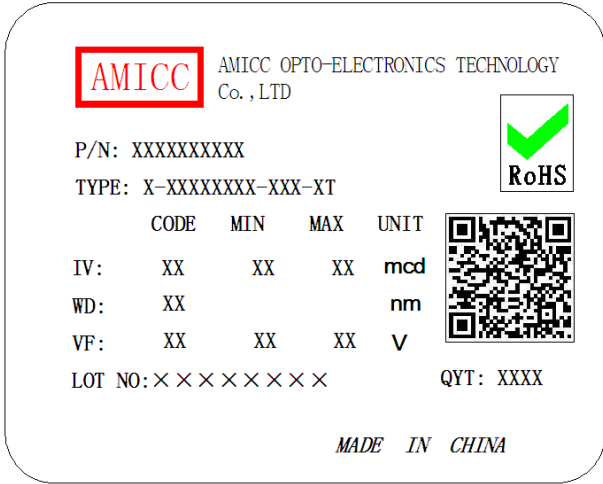 AMICC
AMICC OPTO-ELECTRONICS TECHNOLOGY
Co.,LTD
RoHS
P/N: XXXXXXXXXX
TYPE: X-XXXXXXXX-XXX-XT
CODE MIN MAX UNIT
IV: XX XX XX mcd
WD: XX nm
VF: XX XX XX V
LOT NO:×××××××× QYT: XXXX
MADE IN CHINA